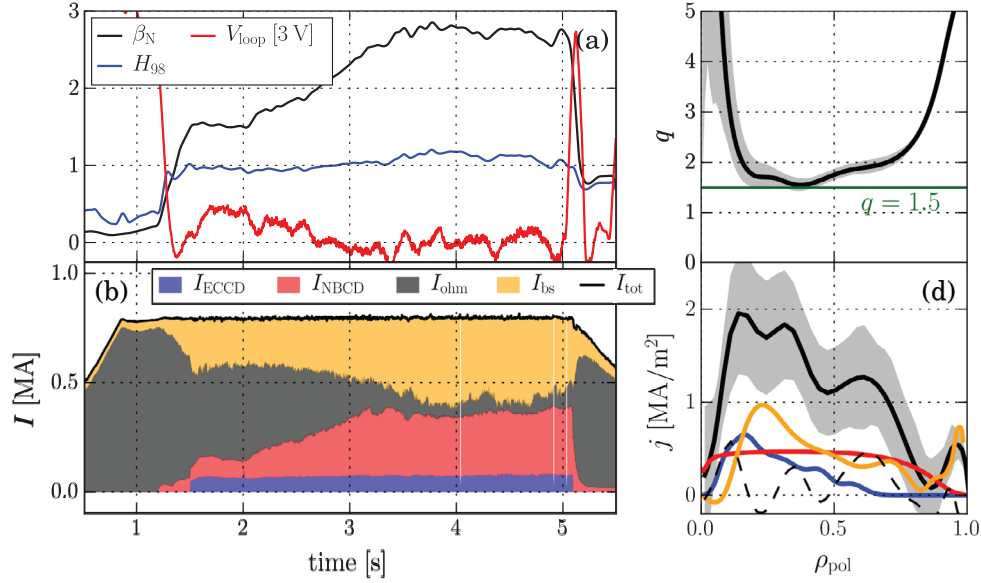 β_N V_loop [3 V]
H_98
(a)
3
2
1
0
(b) I_ECCD I_NBCD I_ohm I_bs I_tot
1.0
0.5
0.0
I [MA]
1 2 3 4 5
time [s]
5
4
3
2
1
0
q
q = 1.5
(d)
2
1
0
j [MA/m²]
0.0 0.5 1.0
ρ_pol